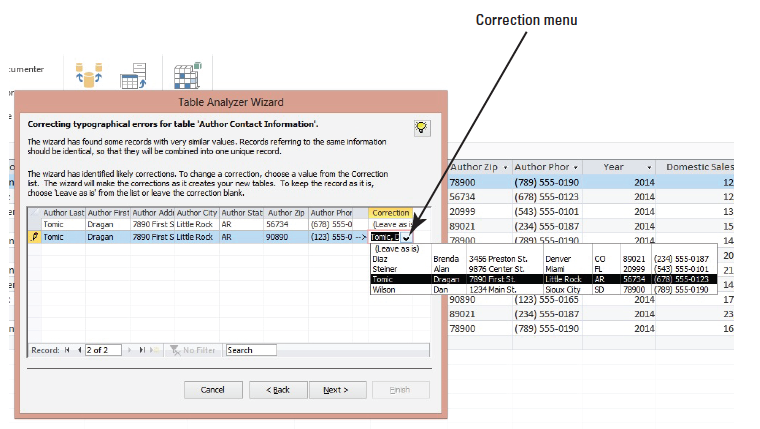 Correction menu
cumenter
Table Analyzer Wizard
Correcting typographical errors for table 'Author Contact Information'.
The wizard has found some records with very similar values. Records referring to the same information
should be identical, so that they will be combined into one unique record.
The wizard has identified likely corrections. To change a correction, choose a value from the Correction
list. The wizard will make the corrections as it creates your new tables. To keep the record as it is,
choose 'Leave as is' from the list or leave the correction blank.
Author Last Author First Author Addr Author City Author Stat Author Zip Author Phor Correction
Tomic Dragan 7890 First S Little Rock AR 56734 (678) 555-0 (Leave as is
Tomic Dragan 7890 First S Little Rock AR 90890 (123) 555-0 --> Tomic, D
(Leave as is)
Diaz Brenda 3456 Preston St. Denver CO 89021 (234) 555-0187
Steiner Alan 9876 Center St. Miami FL 20999 (543) 555-0101
Tomic Dragan 7890 First St. Little Rock AR 56734 (678) 555-0123
Wilson Dan 1234 Main St. Sioux City SD 78900 (789) 555-0190
Record: 2 of 2 No Filter Search
Cancel < Back Next > Finish
Author Zip Author Phor Year Domestic Sales
78900 (789) 555-0190 2014 12
56734 (678) 555-0123 2014 12
20999 (543) 555-0101 2014 13
89021 (234) 555-0187 2014 15
78900 (789) 555-0190 2014 14
20
21
14
90890 (123) 555-0165 2014 17
89021 (234) 555-0187 2014 23
78900 (789) 555-0190 2014 16